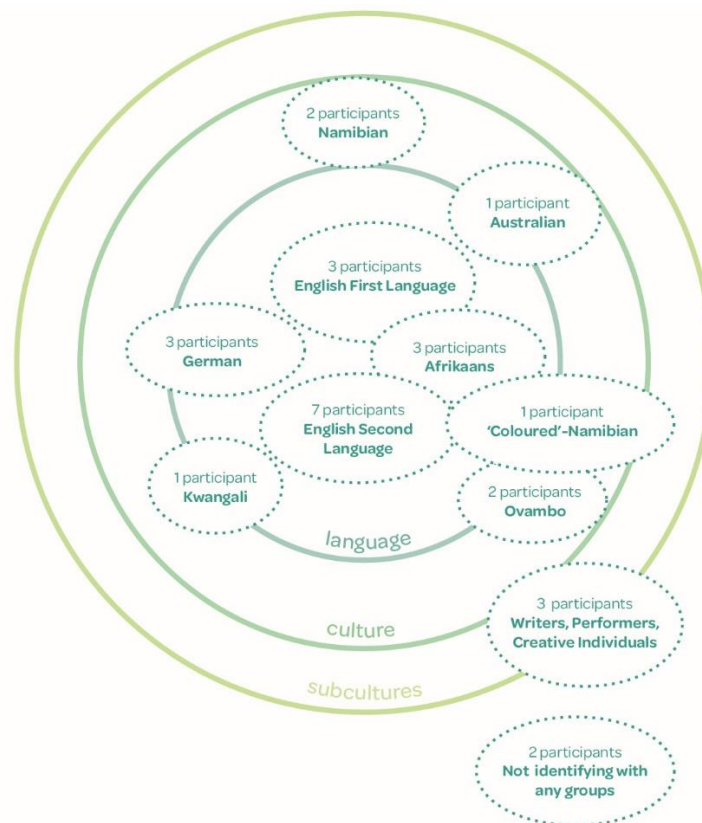 2 participants
Namibian
1 participant
Australian
3 participants
English First Language
3 participants
German
3 participants
Afrikaans
7 participants
English Second
Language
1 participant
‘Coloured’-Namibian
1 participant
Kwangali
2 participants
Ovambo
language
3 participants
Writers, Performers,
Creative Individuals
culture
subcultures
2 participants
Not identifying with
any groups